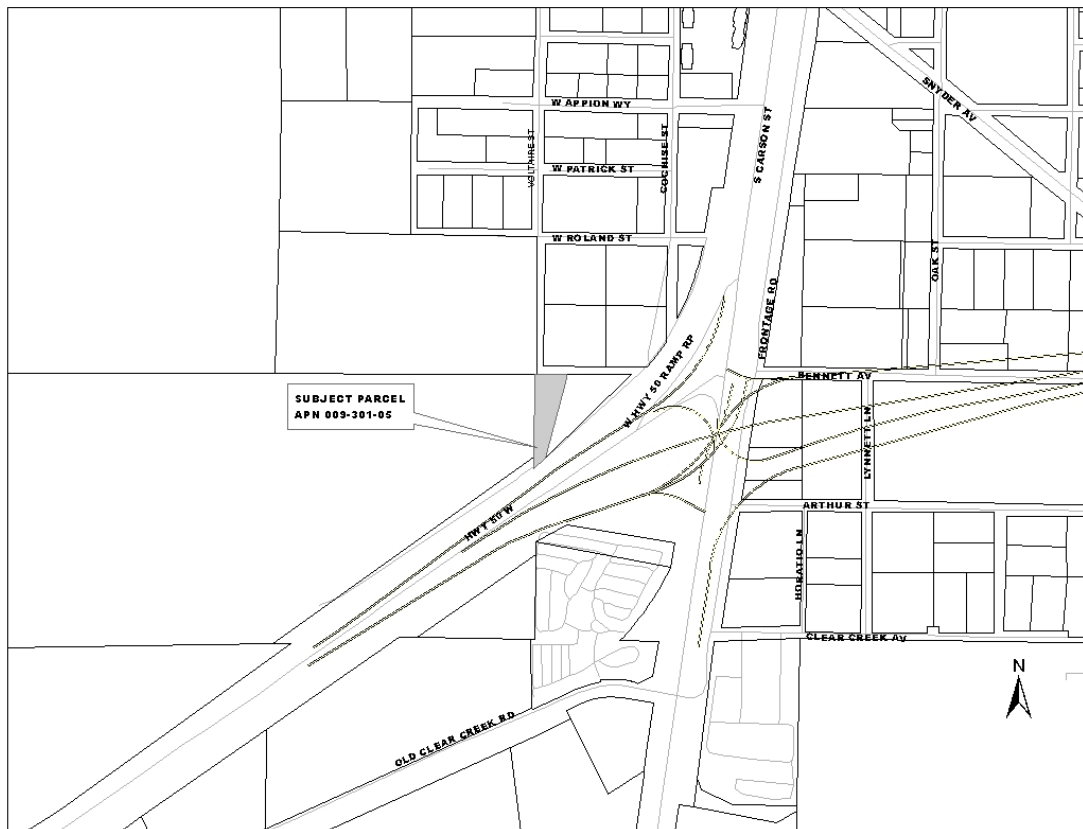 SNYDER AV
W APPION WY
VOLTAIRE ST
COCHISE ST
S CARSON ST
W PATRICK ST
W ROLAND ST
OAK ST
FRONTAGE RD
W HWY 50 RAMP RP
BENNETT AV
SUBJECT PARCEL
APN 009-301-05
LYNNETT LN
HWY 50 W
ARTHUR ST
HORATIO LN
CLEAR CREEK AV
N
OLD CLEAR CREEK RD